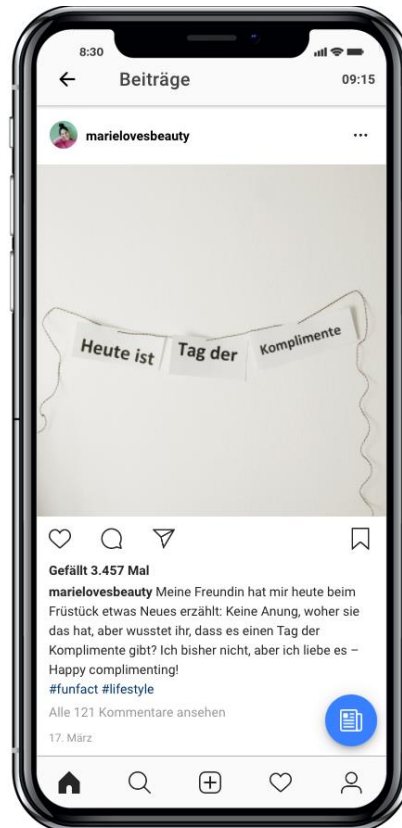 8:30
Beiträge 09:15
marielovesbeauty
Heute ist Tag der Komplimente
Gefällt 3.457 Mal
marielovesbeauty Meine Freundin hat mir heute beim
Früstück etwas Neues erzählt: Keine Anung, woher sie
das hat, aber wusstet ihr, dass es einen Tag der
Komplimente gibt? Ich bisher nicht, aber ich liebe es –
Happy complimenting!
#funfact #lifestyle
Alle 121 Kommentare ansehen
17. März